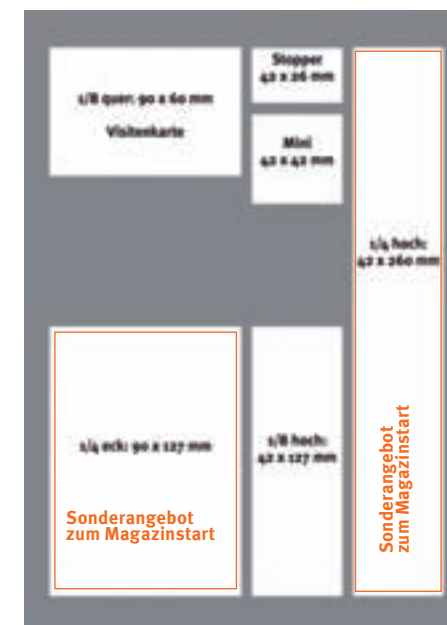 1/8 quer: 90 x 60 mm
Visitenkarte
Stopper
42 x 26 mm
Mini
42 x 42 mm
1/4 hoch:
42 x 260 mm
1/4 eck: 90 x 127 mm
Sonderangebot
zum Magazinstart
1/8 hoch:
42 x 127 mm
Sonderangebot
zum Magazinstart